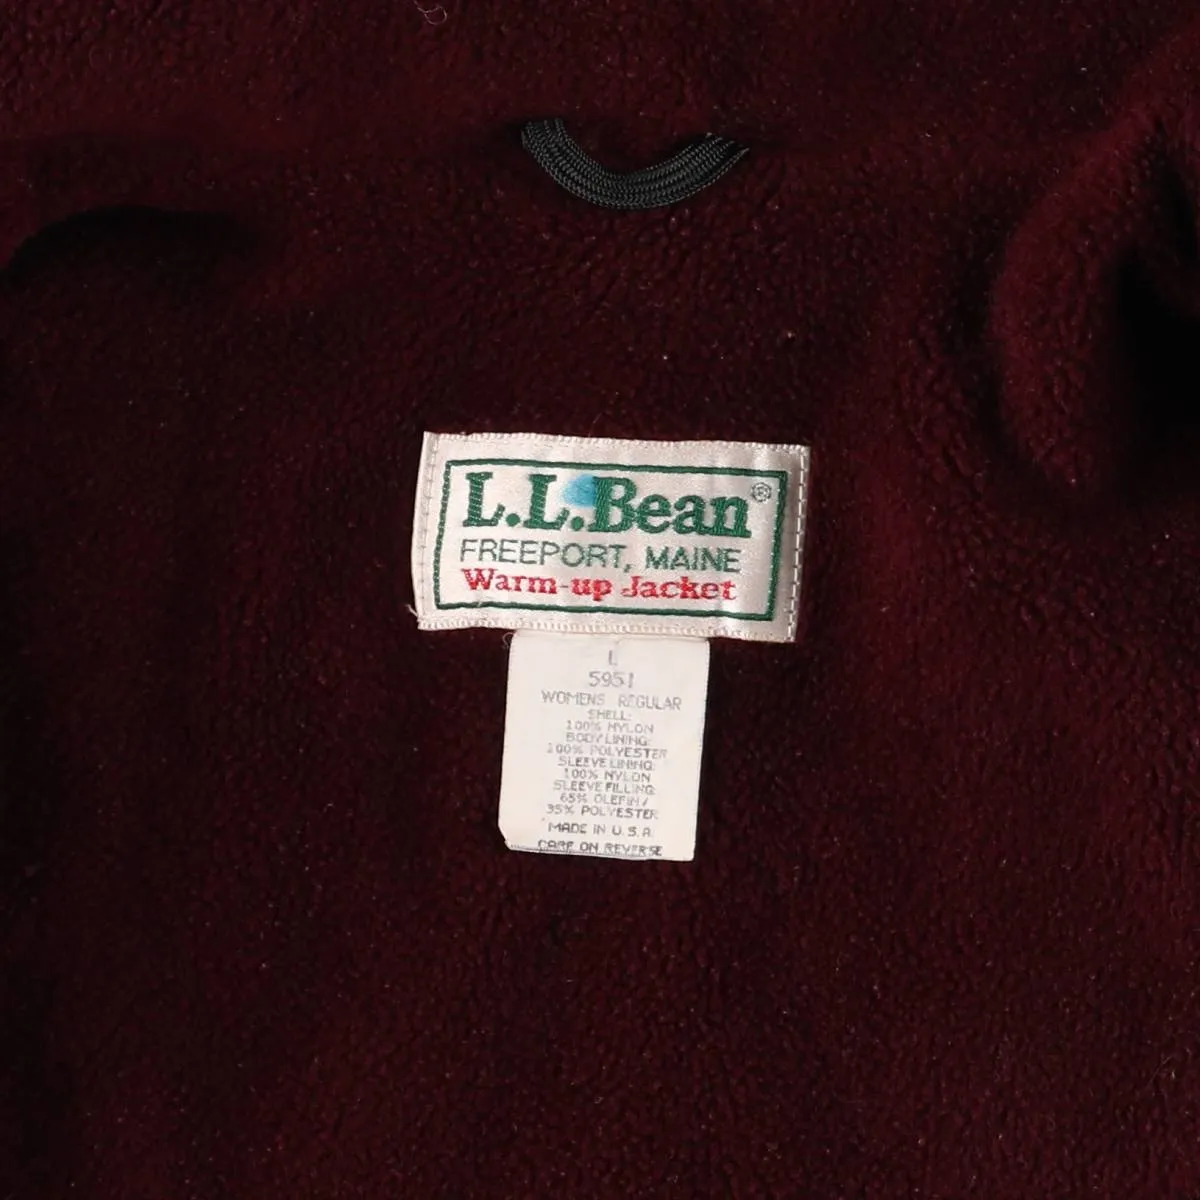 L.L.Bean®
FREEPORT, MAINE
Warm-up Jacket
L
5951
WOMENS REGULAR
SHELL:
100% NYLON
BODY LINING:
100% POLYESTER
SLEEVE LINING:
100% NYLON
SLEEVE FILLING:
65% OLEFIN/
35% POLYESTER
MADE IN U.S.A.
CARE ON REVERSE